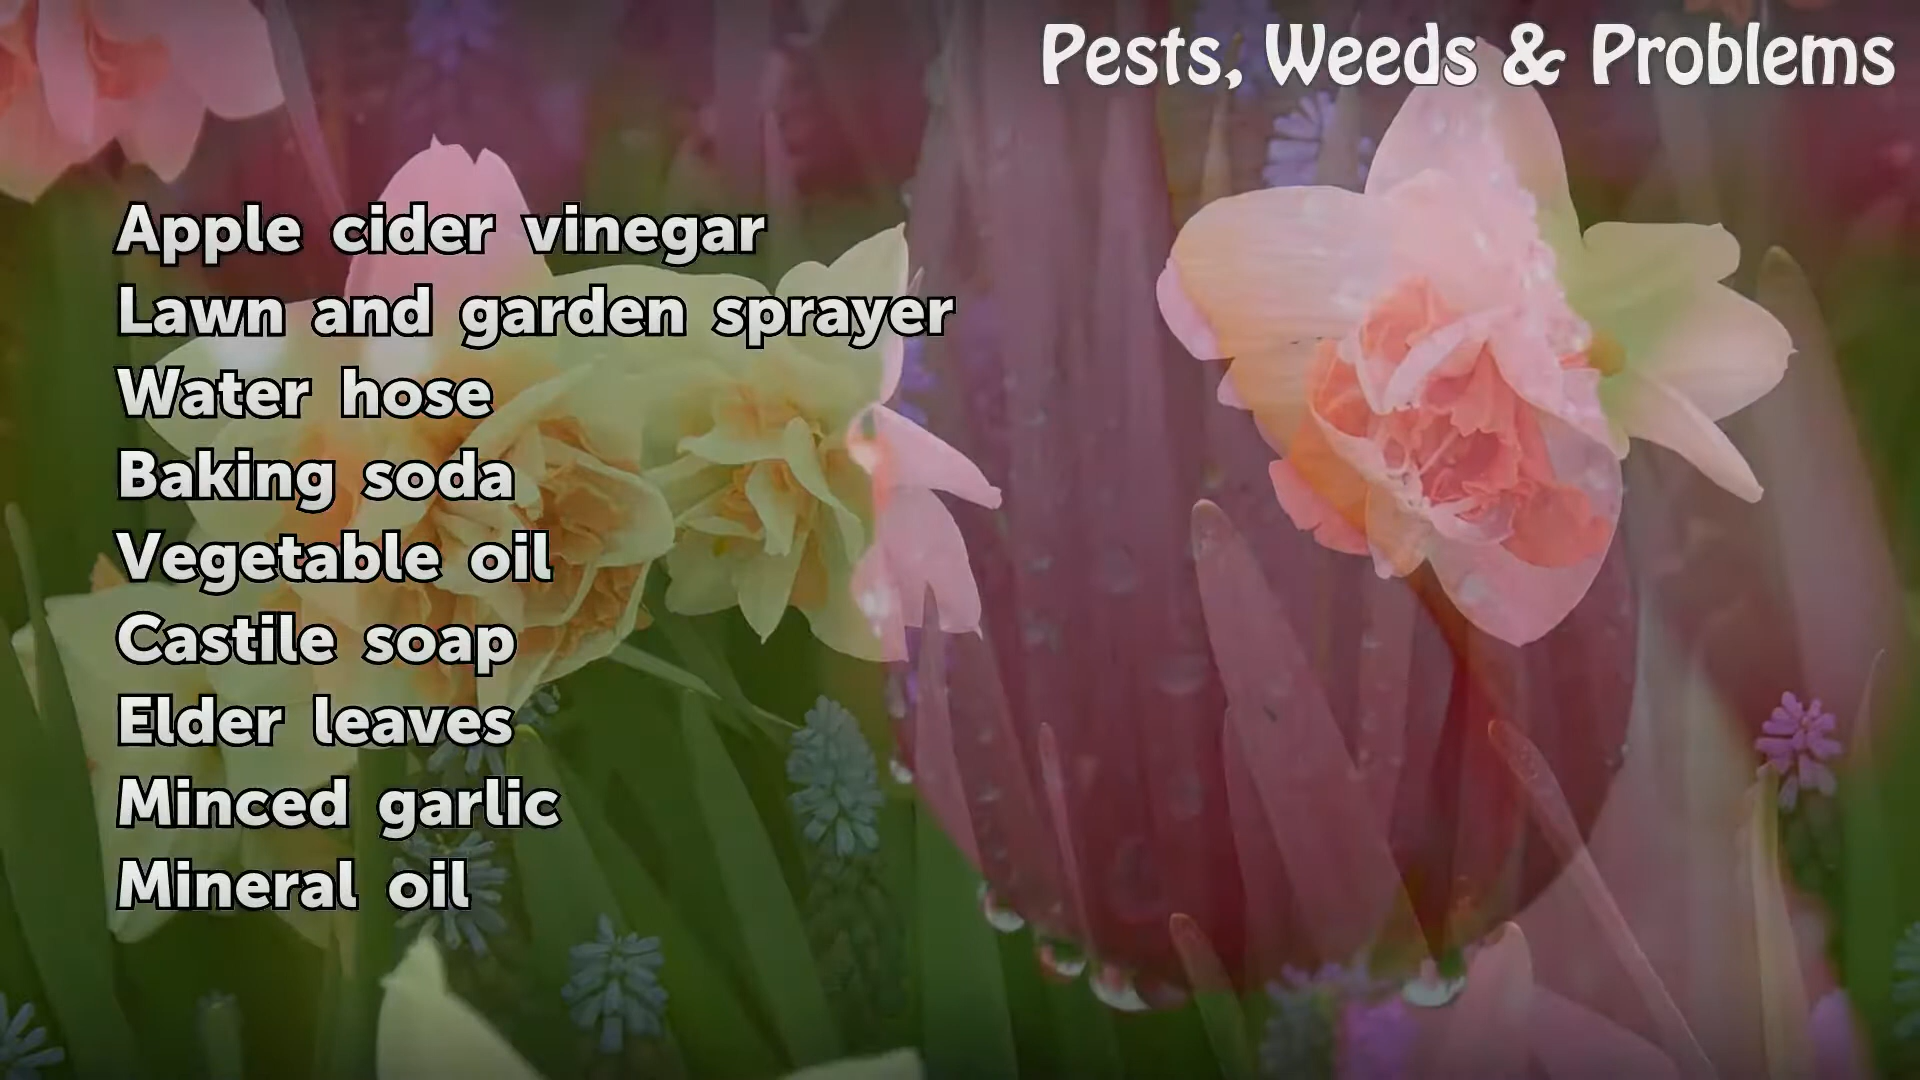 Pests, Weeds & Problems
Apple cider vinegar
Lawn and garden sprayer
Water hose
Baking soda
Vegetable oil
Castile soap
Elder leaves
Minced garlic
Mineral oil